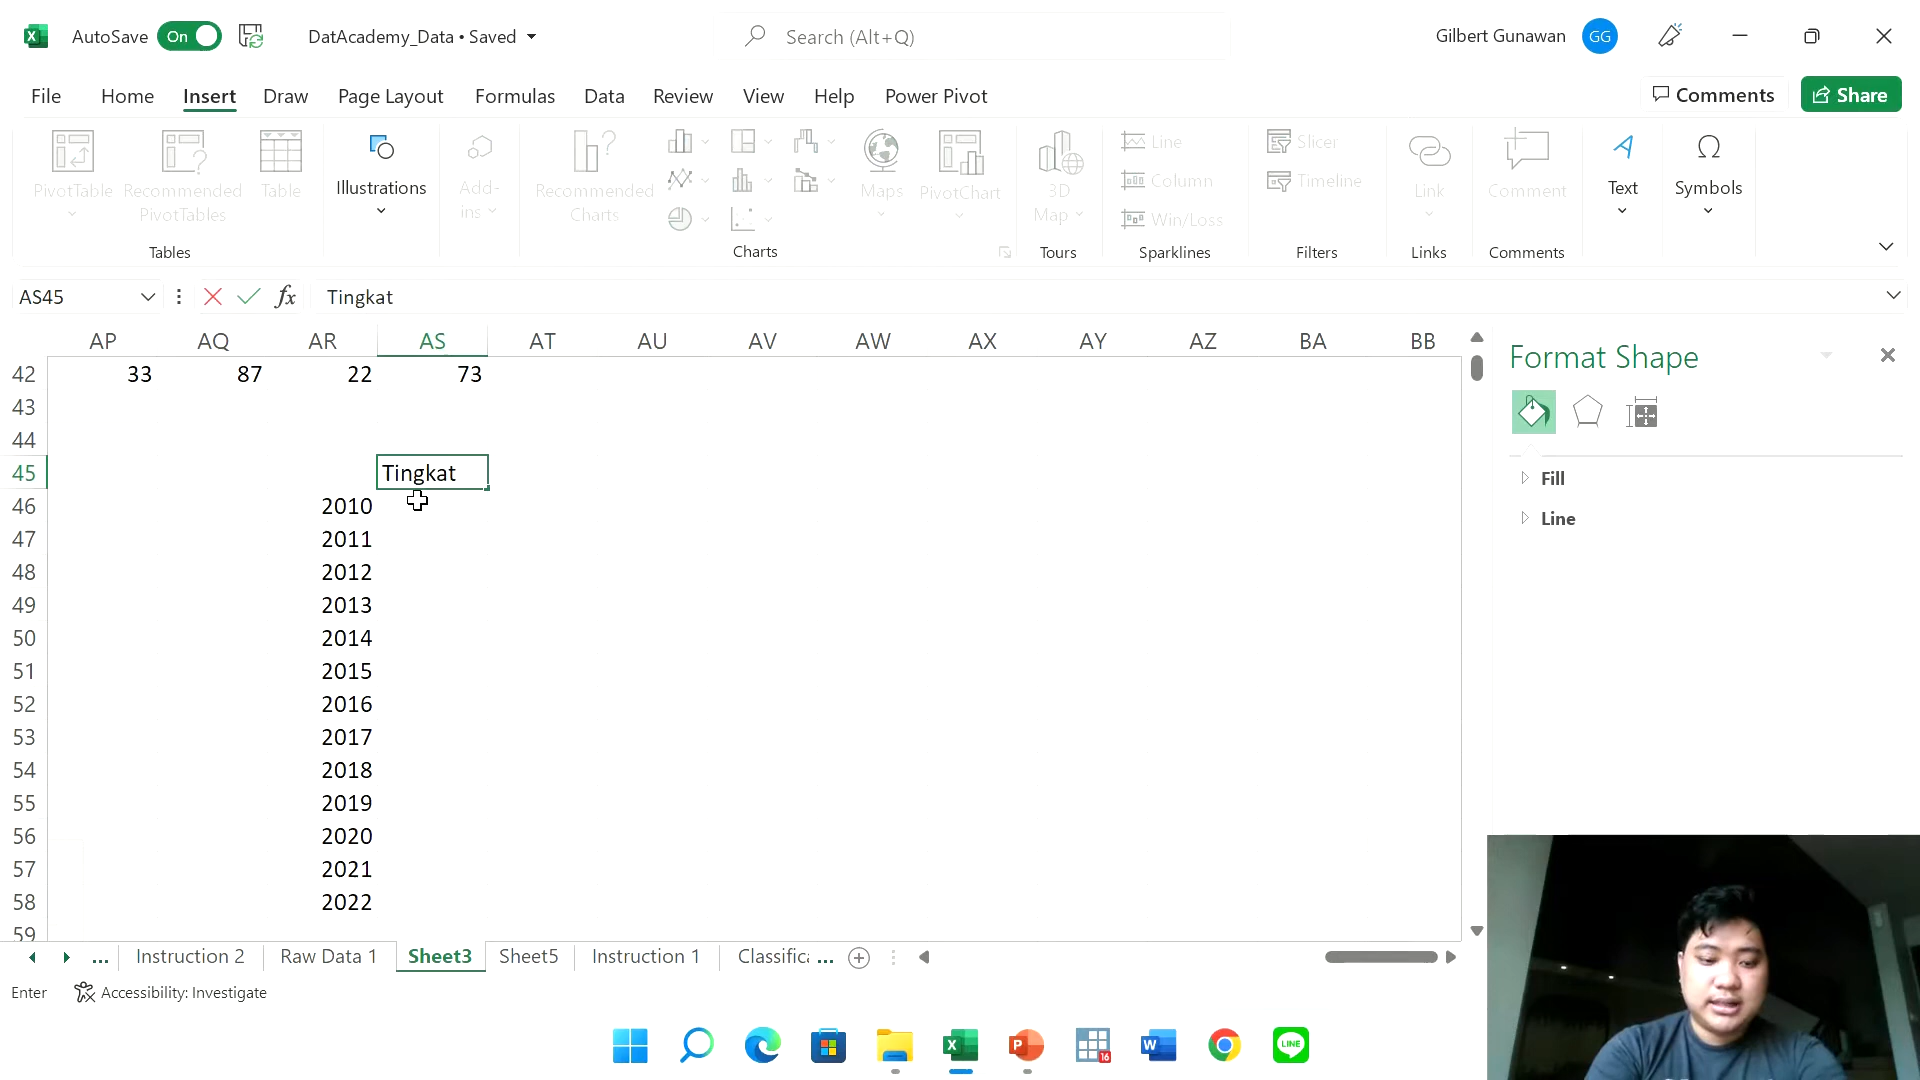 AutoSave On DatAcademy_Data • Saved Search (Alt+Q) Gilbert Gunawan GG
File Home Insert Draw Page Layout Formulas Data Review View Help Power Pivot Comments Share
PivotTable Recommended PivotTables Table
Illustrations
Add-ins
Recommended Charts
Maps PivotChart
3D Map
Line
Column
Win/Loss
Slicer
Timeline
Link
Comment
Text
Symbols
Tables Charts Tours Sparklines Filters Links Comments
AS45 fx Tingkat
AP AQ AR AS AT AU AV AW AX AY AZ BA BB
42 33 87 22 73
43
44
45 Tingkat
46 2010
47 2011
48 2012
49 2013
50 2014
51 2015
52 2016
53 2017
54 2018
55 2019
56 2020
57 2021
58 2022
59
Format Shape
Fill
Line
... Instruction 2 Raw Data 1 Sheet3 Sheet5 Instruction 1 Classifica ...
Enter Accessibility: Investigate
X P 16 W LINE